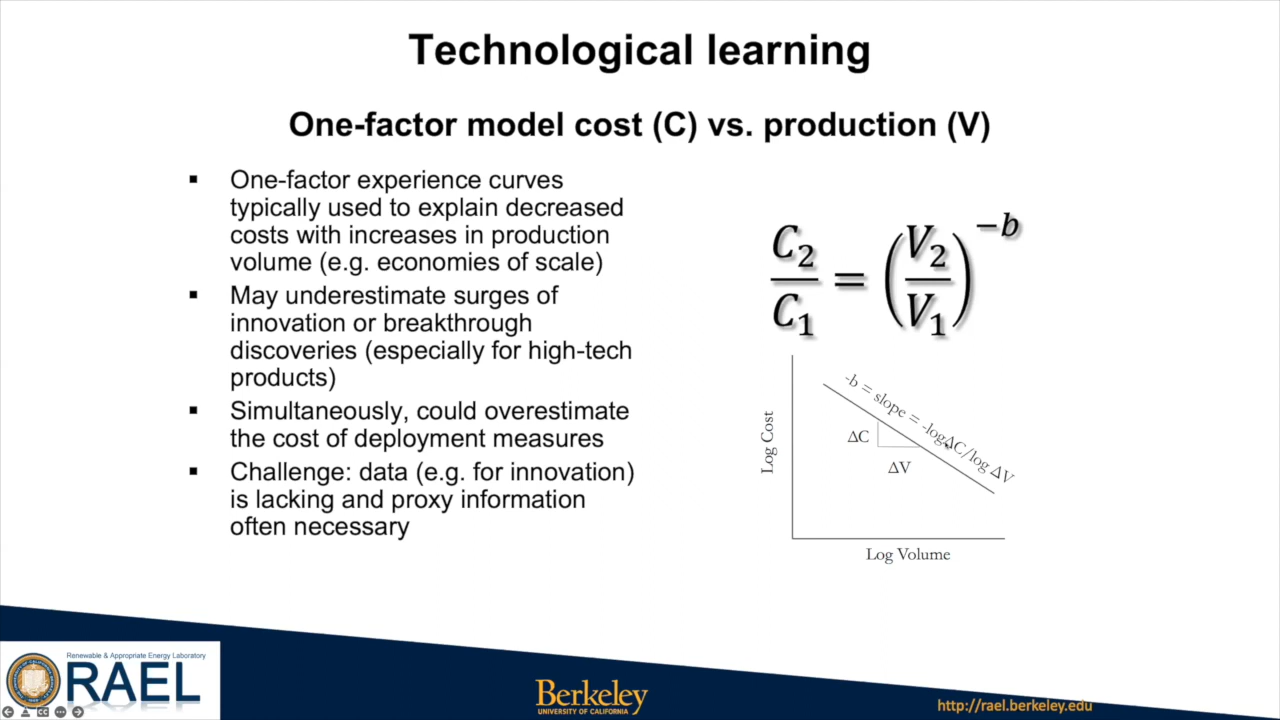 Technological learning
One-factor model cost (C) vs. production (V)
▪ One-factor experience curves
typically used to explain decreased
costs with increases in production
volume (e.g. economies of scale)
▪ May underestimate surges of
innovation or breakthrough
discoveries (especially for high-tech
products)
▪ Simultaneously, could overestimate
the cost of deployment measures
▪ Challenge: data (e.g. for innovation)
is lacking and proxy information
often necessary
C₂/C₁ = (V₂/V₁)^−b
-b = slope = -logΔC/log ΔV
Log Cost
ΔC
ΔV
Log Volume
Renewable & Appropriate Energy Laboratory
RAEL
Berkeley
UNIVERSITY OF CALIFORNIA
http://rael.berkeley.edu